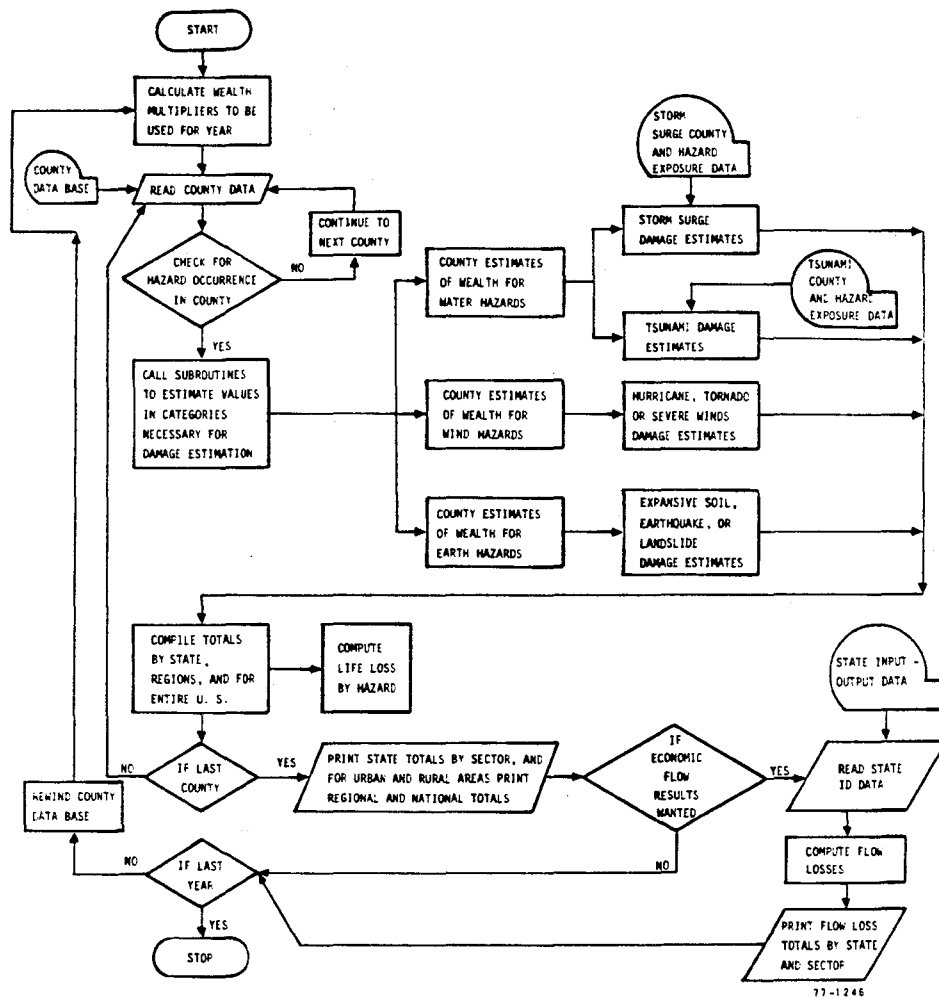 START
CALCULATE WEALTH
MULTIPLIERS TO BE
USED FOR YEAR
COUNTY
DATA BASE
READ COUNTY DATA
CONTINUE TO
NEXT COUNTY
CHECK FOR
HAZARD OCCURRENCE
IN COUNTY
NO
YES
CALL SUBROUTINES
TO ESTIMATE VALUES
IN CATEGORIES
NECESSARY FOR
DAMAGE ESTIMATION
STORM
SURGE COUNTY
AND HAZARD
EXPOSURE DATA
COUNTY ESTIMATES
OF WEALTH FOR
WATER HAZARDS
STORM SURGE
DAMAGE ESTIMATES
TSUNAMI
COUNTY
AND HAZARD
EXPOSURE DATA
TSUNAMI DAMAGE
ESTIMATES
COUNTY ESTIMATES
OF WEALTH FOR
WIND HAZARDS
HURRICANE, TORNADO
OR SEVERE WINDS
DAMAGE ESTIMATES
COUNTY ESTIMATES
OF WEALTH FOR
EARTH HAZARDS
EXPANSIVE SOIL,
EARTHQUAKE, OR
LANDSLIDE
DAMAGE ESTIMATES
COMPILE TOTALS
BY STATE,
REGIONS, AND FOR
ENTIRE U. S.
COMPUTE
LIFE LOSS
BY HAZARD
STATE INPUT -
OUTPUT DATA
NO
IF LAST
COUNTY
YES
PRINT STATE TOTALS BY SECTOR, AND
FOR URBAN AND RURAL AREAS PRINT
REGIONAL AND NATIONAL TOTALS
IF
ECONOMIC
FLOW
RESULTS
WANTED
YES
READ STATE
ID DATA
REWIND COUNTY
DATA BASE
NO
IF LAST
YEAR
NO
COMPUTE FLOW
LOSSES
YES
STOP
PRINT FLOW LOSS
TOTALS BY STATE
AND SECTOR
77-1246